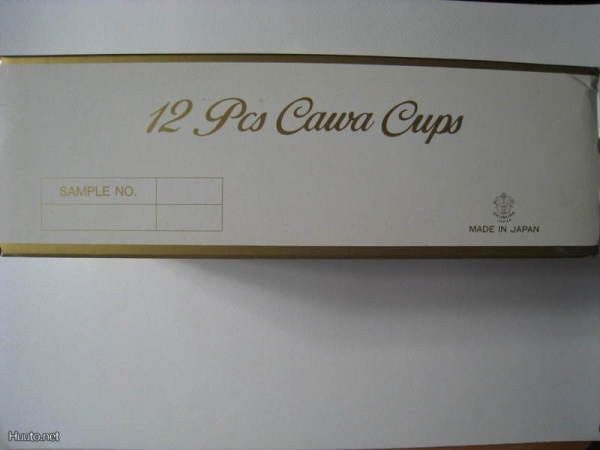 12 Pcs Cawa Cups
SAMPLE NO.
MADE IN JAPAN
Huuto.net